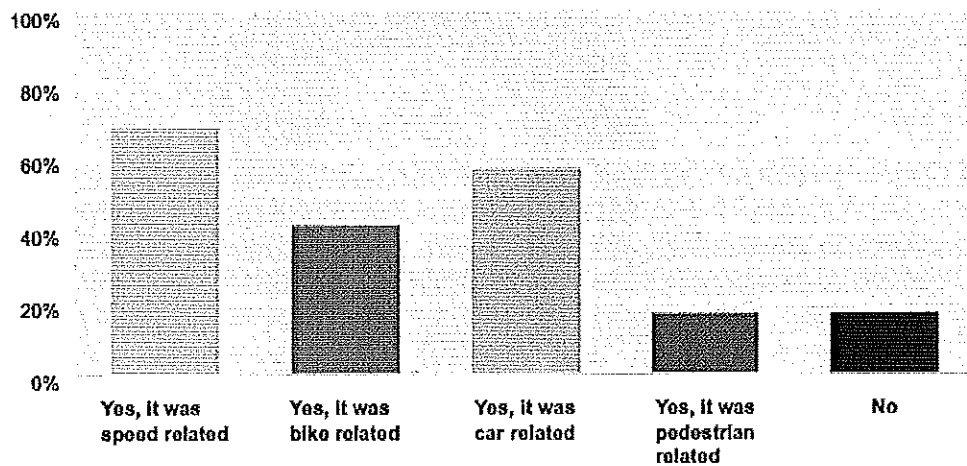 100%
80%
60%
40%
20%
0%
Yes, it was
speed related
Yes, it was
bike related
Yes, it was
car related
Yes, it was
pedestrian
related
No